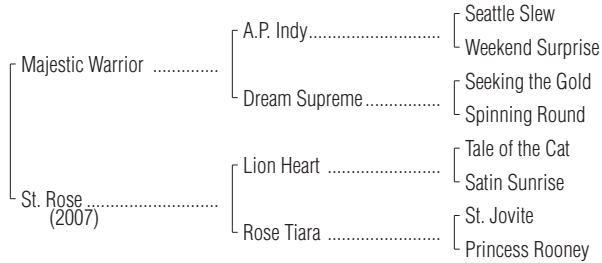 Seattle Slew
A.P. Indy..............................
Weekend Surprise
Majestic Warrior ..............
Seeking the Gold
Dream Supreme................
Spinning Round
Tale of the Cat
Lion Heart ........................
Satin Sunrise
St. Rose ............................
(2007)
St. Jovite
Rose Tiara ........................
Princess Rooney